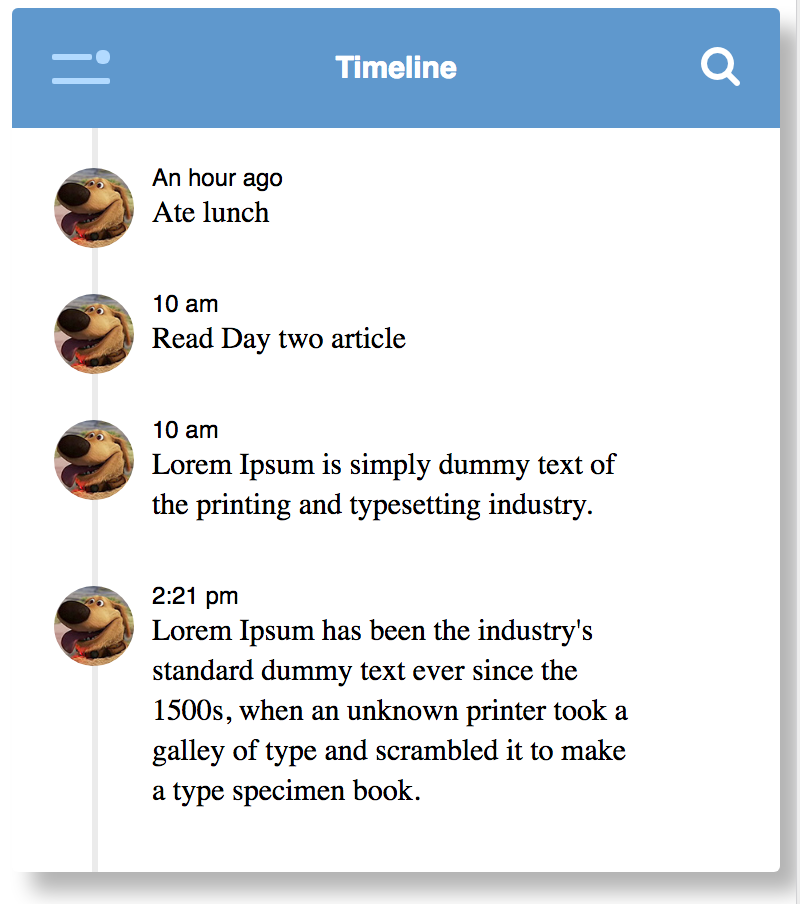 Timeline
An hour ago
Ate lunch
10 am
Read Day two article
10 am
Lorem Ipsum is simply dummy text of
the printing and typesetting industry.
2:21 pm
Lorem Ipsum has been the industry's
standard dummy text ever since the
1500s, when an unknown printer took a
galley of type and scrambled it to make
a type specimen book.